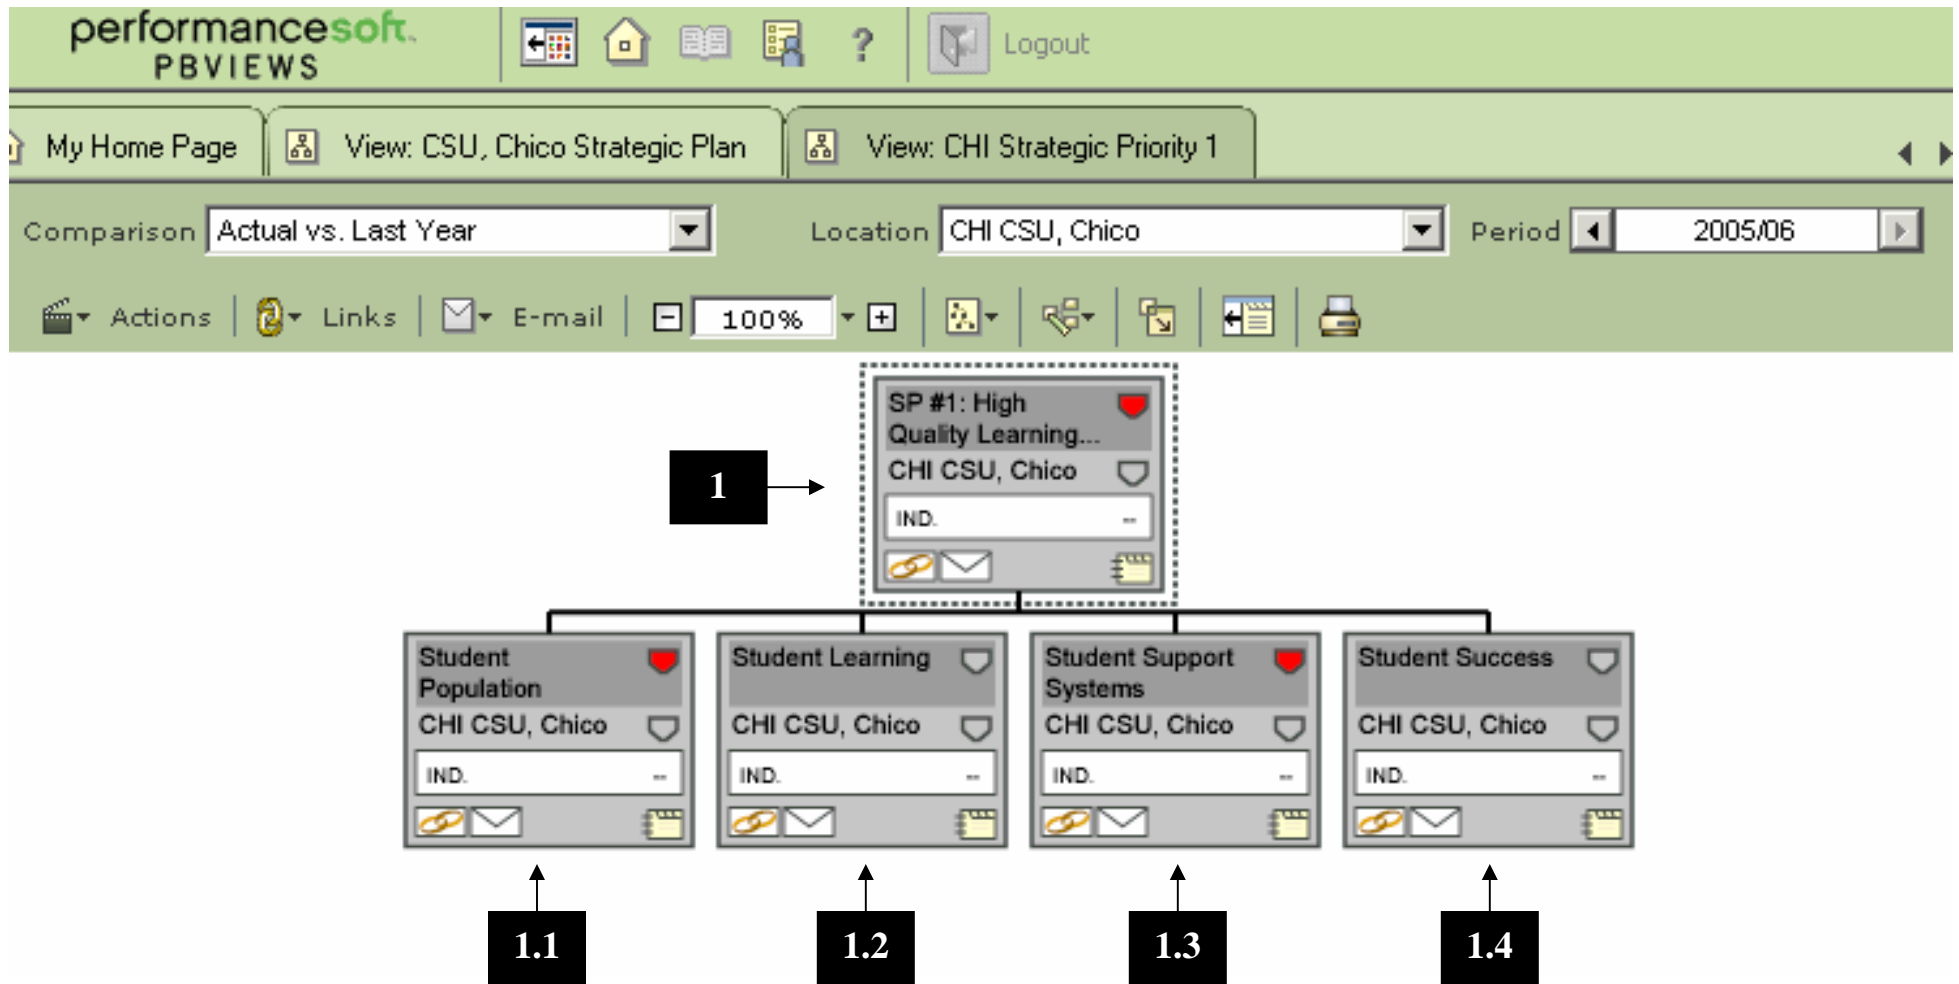 performancesoft™
PBVIEWS
? Logout
My Home Page View: CSU, Chico Strategic Plan View: CHI Strategic Priority 1
Comparison Actual vs. Last Year Location CHI CSU, Chico Period 2005/06
Actions Links E-mail 100%
SP #1: High
Quality Learning...
CHI CSU, Chico
IND. --
1
Student
Population
CHI CSU, Chico
IND. --
Student Learning
CHI CSU, Chico
IND. --
Student Support
Systems
CHI CSU, Chico
IND. --
Student Success
CHI CSU, Chico
IND. --
1.1 1.2 1.3 1.4